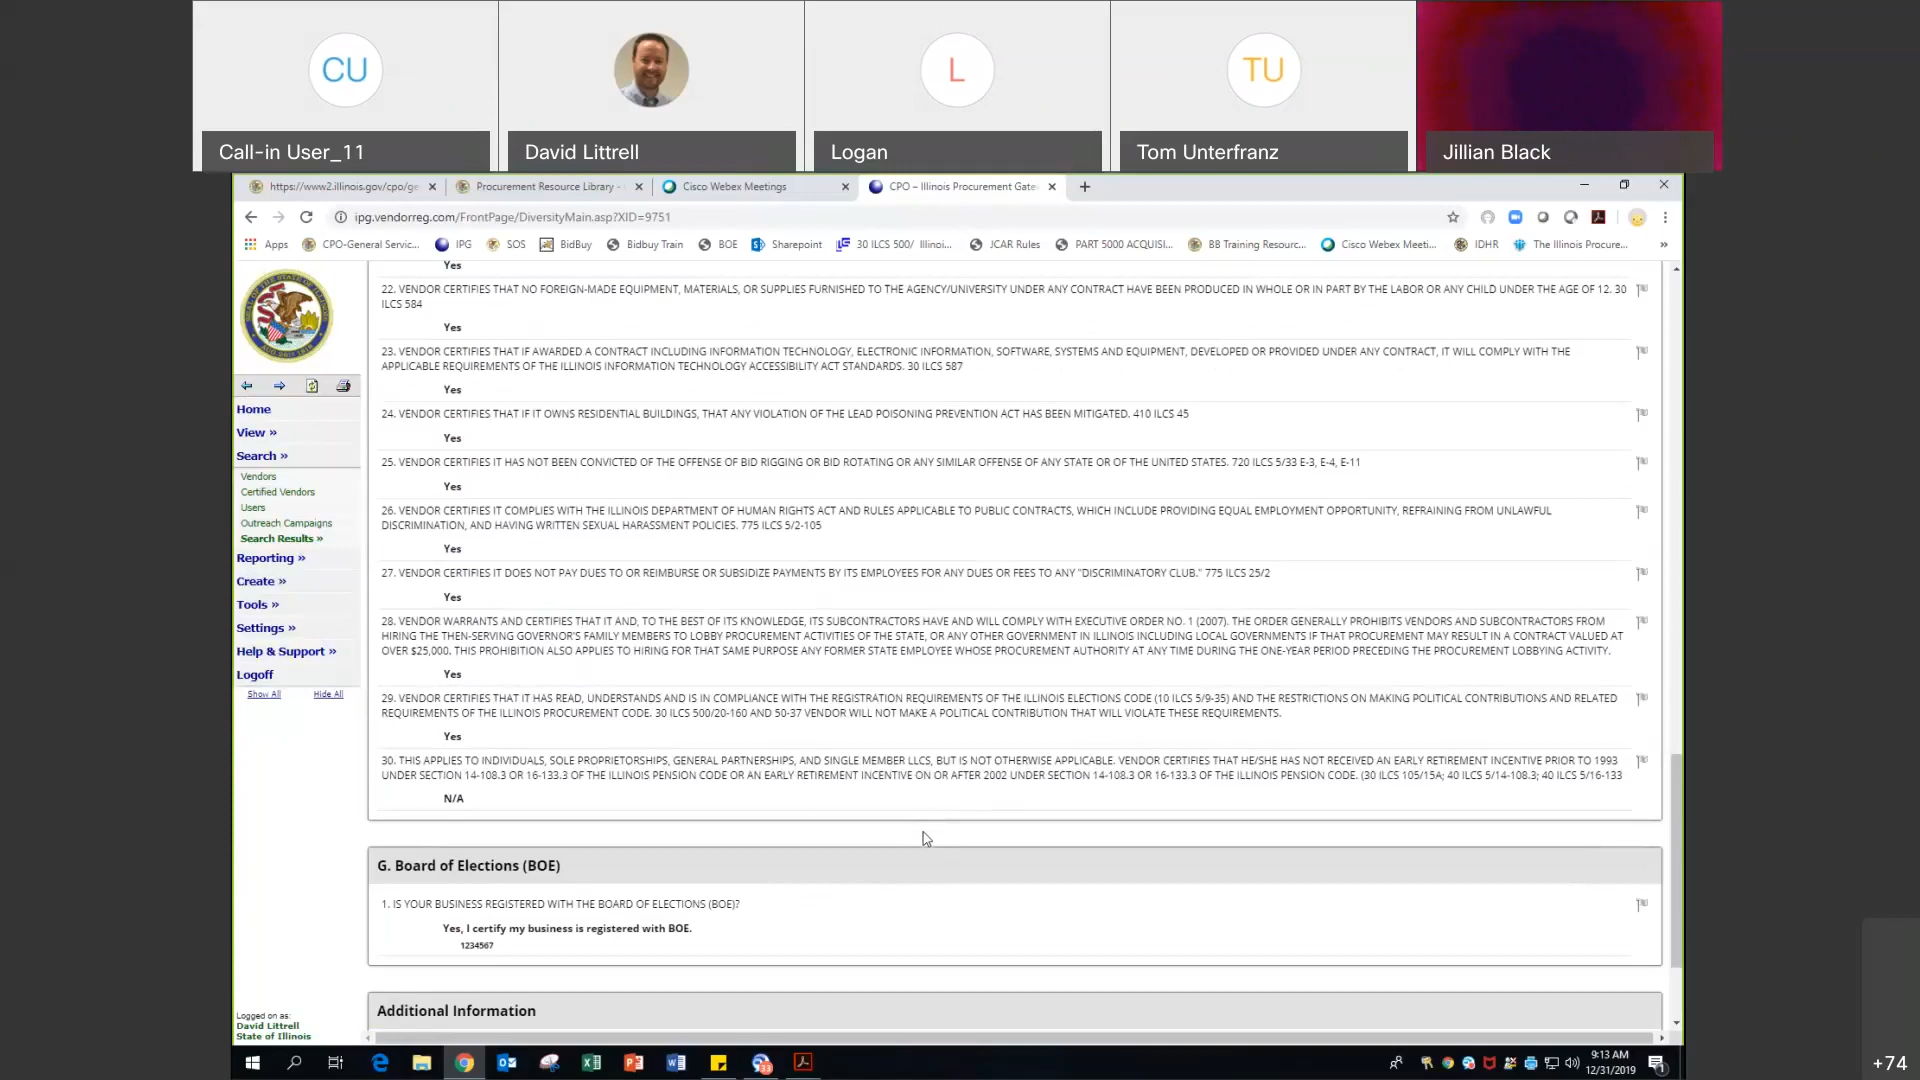 CU
L
TU
Call-in User_11
David Littrell
Logan
Tom Unterfranz
Jillian Black
https://www2.illinois.gov/cpo/ge
Procurement Resource Library -
Cisco Webex Meetings
CPO – Illinois Procurement Gate
ipg.vendorreg.com/FrontPage/DiversityMain.asp?XID=9751
Apps
CPO-General Servic...
IPG
SOS
BidBuy
Bidbuy Train
BOE
Sharepoint
30 ILCS 500/ Illinoi...
JCAR Rules
PART 5000 ACQUISI...
BB Training Resourc...
Cisco Webex Meeti...
IDHR
The Illinois Procure...
»
Home
View »
Search »
Vendors
Certified Vendors
Users
Outreach Campaigns
Search Results »
Reporting »
Create »
Tools »
Settings »
Help & Support »
Logoff
Show All Hide All
Logged on as:
David Littrell
State of Illinois
Yes
22. VENDOR CERTIFIES THAT NO FOREIGN-MADE EQUIPMENT, MATERIALS, OR SUPPLIES FURNISHED TO THE AGENCY/UNIVERSITY UNDER ANY CONTRACT HAVE BEEN PRODUCED IN WHOLE OR IN PART BY THE LABOR OR ANY CHILD UNDER THE AGE OF 12. 30
ILCS 584
Yes
23. VENDOR CERTIFIES THAT IF AWARDED A CONTRACT INCLUDING INFORMATION TECHNOLOGY, ELECTRONIC INFORMATION, SOFTWARE, SYSTEMS AND EQUIPMENT, DEVELOPED OR PROVIDED UNDER ANY CONTRACT, IT WILL COMPLY WITH THE
APPLICABLE REQUIREMENTS OF THE ILLINOIS INFORMATION TECHNOLOGY ACCESSIBILITY ACT STANDARDS. 30 ILCS 587
Yes
24. VENDOR CERTIFIES THAT IF IT OWNS RESIDENTIAL BUILDINGS, THAT ANY VIOLATION OF THE LEAD POISONING PREVENTION ACT HAS BEEN MITIGATED. 410 ILCS 45
Yes
25. VENDOR CERTIFIES IT HAS NOT BEEN CONVICTED OF THE OFFENSE OF BID RIGGING OR BID ROTATING OR ANY SIMILAR OFFENSE OF ANY STATE OR OF THE UNITED STATES. 720 ILCS 5/33 E-3, E-4, E-11
Yes
26. VENDOR CERTIFIES IT COMPLIES WITH THE ILLINOIS DEPARTMENT OF HUMAN RIGHTS ACT AND RULES APPLICABLE TO PUBLIC CONTRACTS, WHICH INCLUDE PROVIDING EQUAL EMPLOYMENT OPPORTUNITY, REFRAINING FROM UNLAWFUL
DISCRIMINATION, AND HAVING WRITTEN SEXUAL HARASSMENT POLICIES. 775 ILCS 5/2-105
Yes
27. VENDOR CERTIFIES IT DOES NOT PAY DUES TO OR REIMBURSE OR SUBSIDIZE PAYMENTS BY ITS EMPLOYEES FOR ANY DUES OR FEES TO ANY "DISCRIMINATORY CLUB." 775 ILCS 25/2
Yes
28. VENDOR WARRANTS AND CERTIFIES THAT IT AND, TO THE BEST OF ITS KNOWLEDGE, ITS SUBCONTRACTORS HAVE AND WILL COMPLY WITH EXECUTIVE ORDER NO. 1 (2007). THE ORDER GENERALLY PROHIBITS VENDORS AND SUBCONTRACTORS FROM
HIRING THE THEN-SERVING GOVERNOR'S FAMILY MEMBERS TO LOBBY PROCUREMENT ACTIVITIES OF THE STATE, OR ANY OTHER GOVERNMENT IN ILLINOIS INCLUDING LOCAL GOVERNMENTS IF THAT PROCUREMENT MAY RESULT IN A CONTRACT VALUED AT
OVER $25,000. THIS PROHIBITION ALSO APPLIES TO HIRING FOR THAT SAME PURPOSE ANY FORMER STATE EMPLOYEE WHOSE PROCUREMENT AUTHORITY AT ANY TIME DURING THE ONE-YEAR PERIOD PRECEDING THE PROCUREMENT LOBBYING ACTIVITY.
Yes
29. VENDOR CERTIFIES THAT IT HAS READ, UNDERSTANDS AND IS IN COMPLIANCE WITH THE REGISTRATION REQUIREMENTS OF THE ILLINOIS ELECTIONS CODE (10 ILCS 5/9-35) AND THE RESTRICTIONS ON MAKING POLITICAL CONTRIBUTIONS AND RELATED
REQUIREMENTS OF THE ILLINOIS PROCUREMENT CODE. 30 ILCS 500/20-160 AND 50-37 VENDOR WILL NOT MAKE A POLITICAL CONTRIBUTION THAT WILL VIOLATE THESE REQUIREMENTS.
Yes
30. THIS APPLIES TO INDIVIDUALS, SOLE PROPRIETORSHIPS, GENERAL PARTNERSHIPS, AND SINGLE MEMBER LLCS, BUT IS NOT OTHERWISE APPLICABLE. VENDOR CERTIFIES THAT HE/SHE HAS NOT RECEIVED AN EARLY RETIREMENT INCENTIVE PRIOR TO 1993
UNDER SECTION 14-108.3 OR 16-133.3 OF THE ILLINOIS PENSION CODE OR AN EARLY RETIREMENT INCENTIVE ON OR AFTER 2002 UNDER SECTION 14-108.3 OR 16-133.3 OF THE ILLINOIS PENSION CODE. (30 ILCS 105/15A; 40 ILCS 5/14-108.3; 40 ILCS 5/16-133
N/A
G. Board of Elections (BOE)
1. IS YOUR BUSINESS REGISTERED WITH THE BOARD OF ELECTIONS (BOE)?
Yes, I certify my business is registered with BOE.
1234567
Additional Information
9:13 AM
12/31/2019
+74